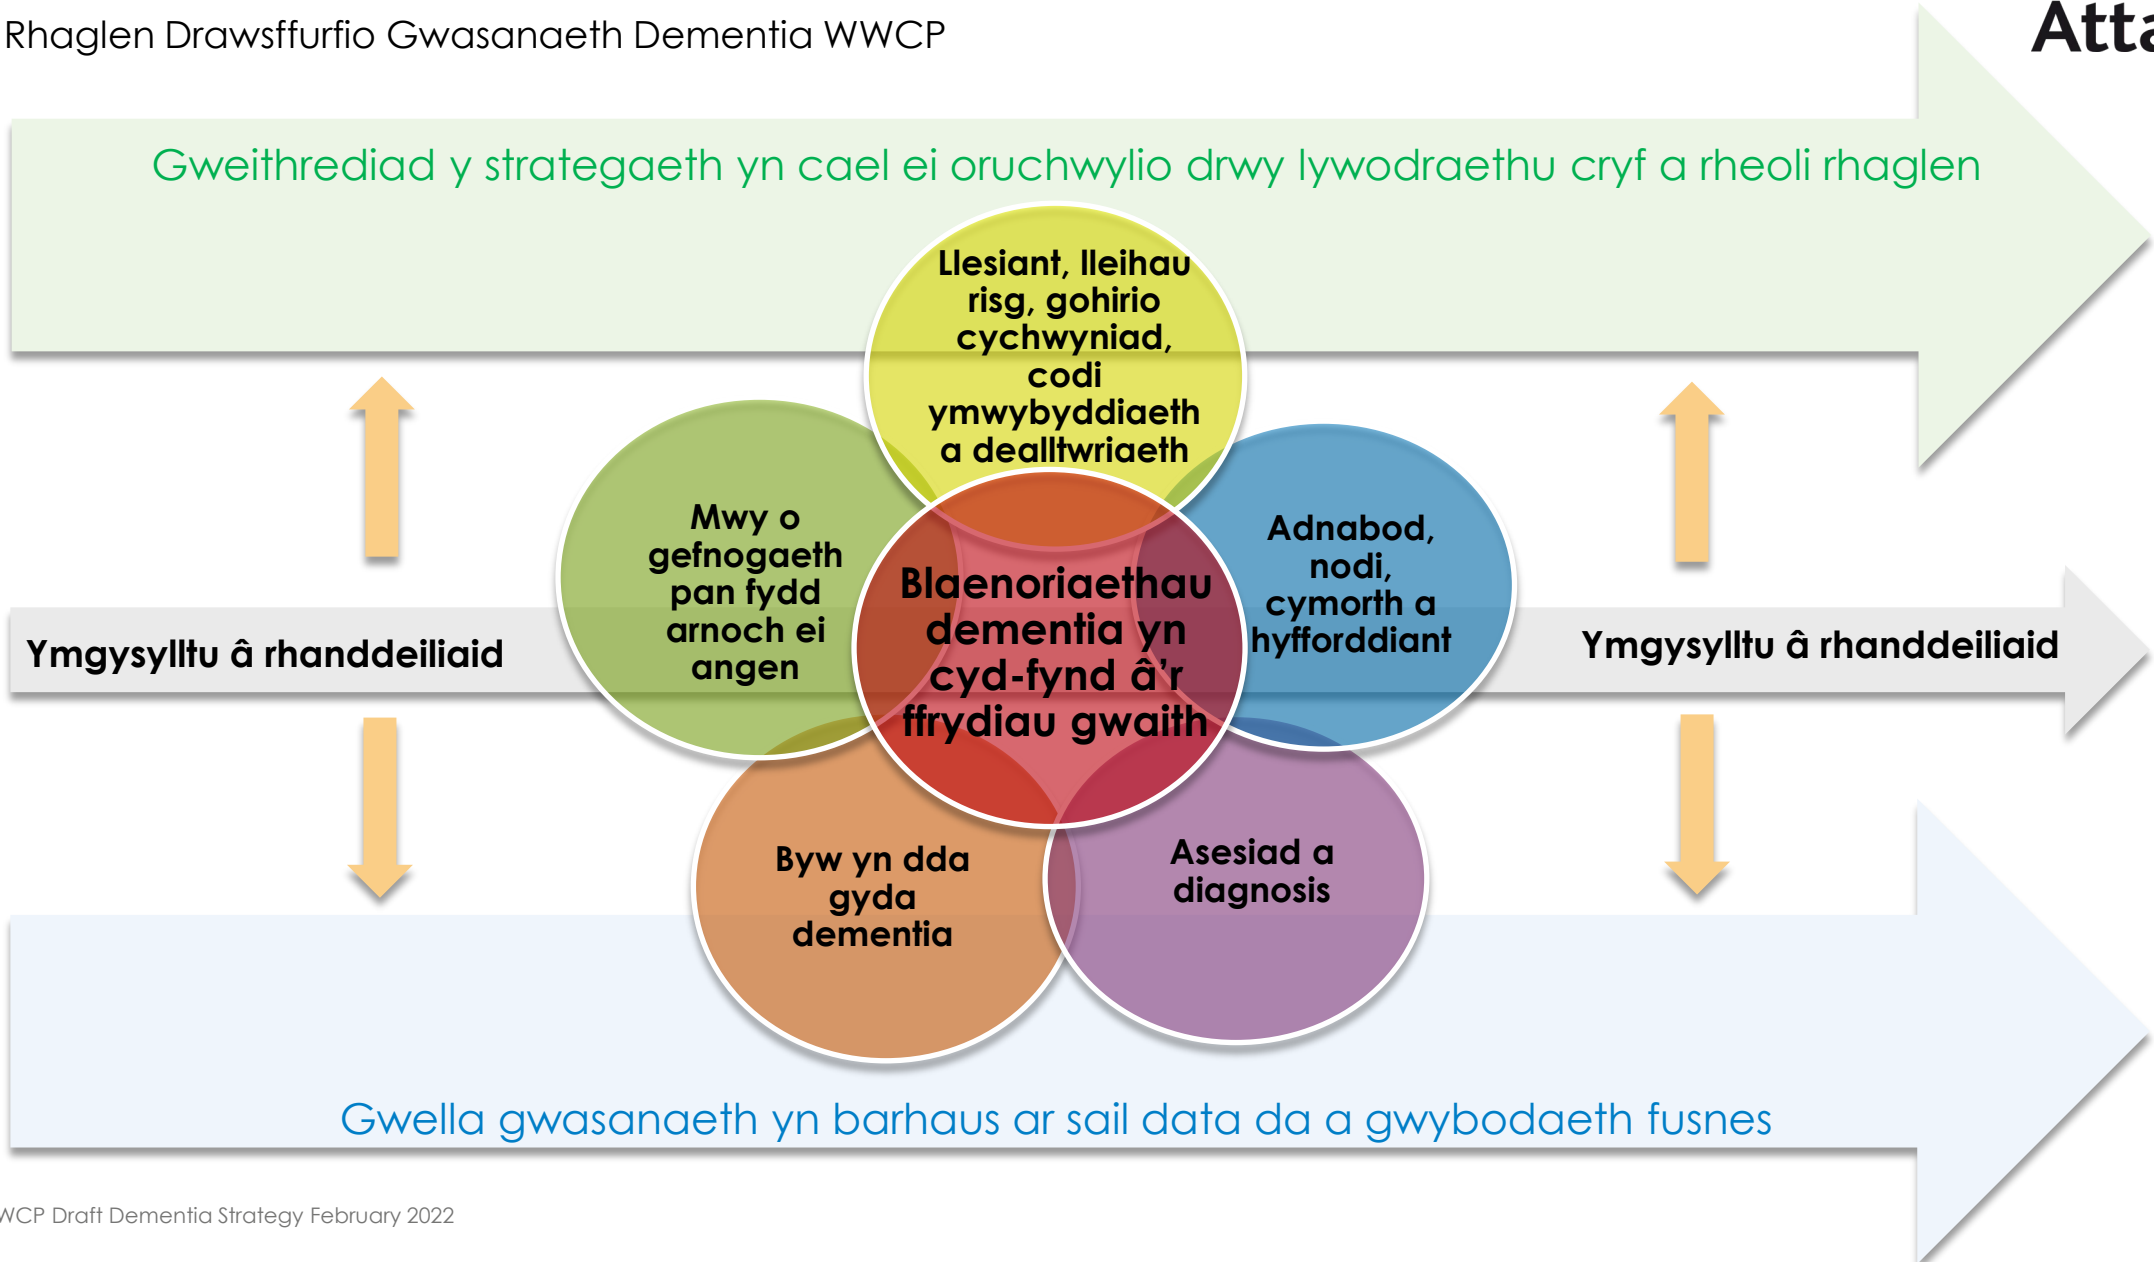 Rhaglen Drawsffurfio Gwasanaeth Dementia WWCP
Atta
Gweithrediad y strategaeth yn cael ei oruchwylio drwy lywodraethu cryf a rheoli rhaglen
Llesiant, lleihau
risg, gohirio
cychwyniad,
codi
ymwybyddiaeth
a dealltwriaeth
Mwy o
gefnogaeth
pan fydd
arnoch ei
angen
Adnabod,
nodi,
cymorth a
hyfforddiant
Blaenoriaethau
dementia yn
cyd-fynd â’r
ffrydiau gwaith
Ymgysylltu â rhanddeiliaid
Ymgysylltu â rhanddeiliaid
Byw yn dda
gyda
dementia
Asesiad a
diagnosis
Gwella gwasanaeth yn barhaus ar sail data da a gwybodaeth fusnes
WCP Draft Dementia Strategy February 2022